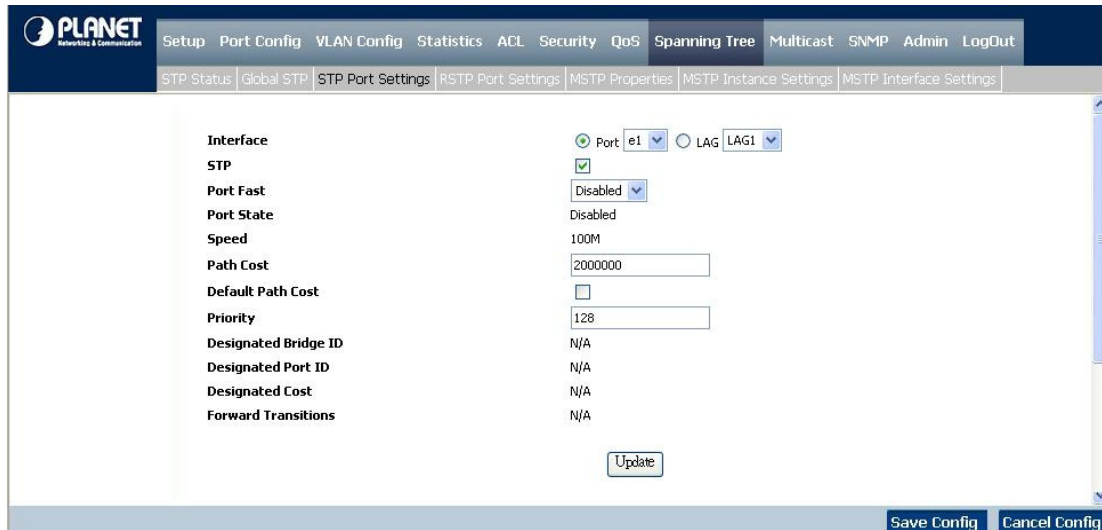 PLANET
Networking & Communication
Setup Port Config VLAN Config Statistics ACL Security QoS Spanning Tree Multicast SNMP Admin LogOut
STP Status Global STP STP Port Settings RSTP Port Settings MSTP Properties MSTP Instance Settings MSTP Interface Settings
Interface Port e1 LAG LAG1
STP
Port Fast Disabled
Port State Disabled
Speed 100M
Path Cost 2000000
Default Path Cost
Priority 128
Designated Bridge ID N/A
Designated Port ID N/A
Designated Cost N/A
Forward Transitions N/A
Update
Save Config Cancel Config